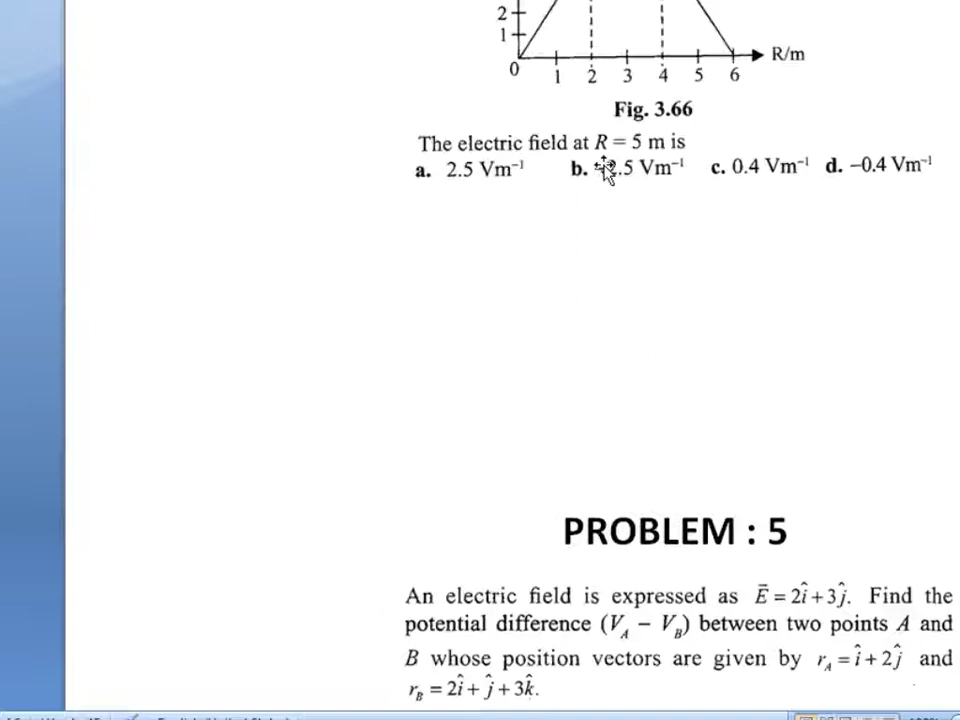 2
1
R/m
0 1 2 3 4 5 6
Fig. 3.66
The electric field at R = 5 m is
a. 2.5 Vm⁻¹ b. Vm⁻¹ c. 0.4 Vm⁻¹ d. −0.4 Vm⁻¹
PROBLEM : 5
An electric field is expressed as Ē = 2î + 3ĵ. Find the
potential difference (V_A − V_B) between two points A and
B whose position vectors are given by r_A = î + 2ĵ and
r_B = 2î + ĵ + 3k̂.